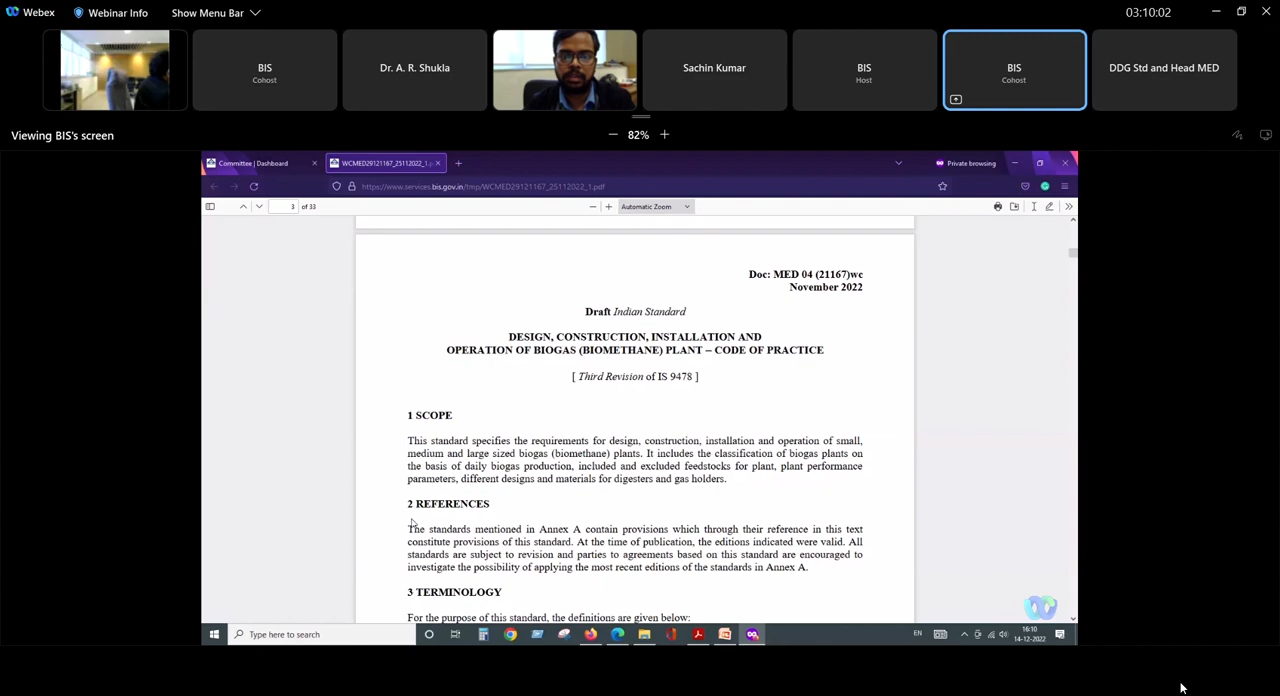 Webex Webinar Info Show Menu Bar 03:10:02
BIS
Cohost
Dr. A. R. Shukla
Sachin Kumar
BIS
Host
BIS
Cohost
DDG Std and Head MED
Viewing BIS's screen
82%
Committee | Dashboard WCMED29121167_25112022_1.p Private browsing
https://www.services.bis.gov.in/tmp/WCMED29121167_25112022_1.pdf
3 of 33 Automatic Zoom
Doc: MED 04 (21167)wc
November 2022
Draft Indian Standard
DESIGN, CONSTRUCTION, INSTALLATION AND
OPERATION OF BIOGAS (BIOMETHANE) PLANT – CODE OF PRACTICE
[ Third Revision of IS 9478 ]
1 SCOPE
This standard specifies the requirements for design, construction, installation and operation of small,
medium and large sized biogas (biomethane) plants. It includes the classification of biogas plants on
the basis of daily biogas production, included and excluded feedstocks for plant, plant performance
parameters, different designs and materials for digesters and gas holders.
2 REFERENCES
The standards mentioned in Annex A contain provisions which through their reference in this text
constitute provisions of this standard. At the time of publication, the editions indicated were valid. All
standards are subject to revision and parties to agreements based on this standard are encouraged to
investigate the possibility of applying the most recent editions of the standards in Annex A.
3 TERMINOLOGY
For the purpose of this standard, the definitions are given below:
Type here to search
EN
16:10
14-12-2022